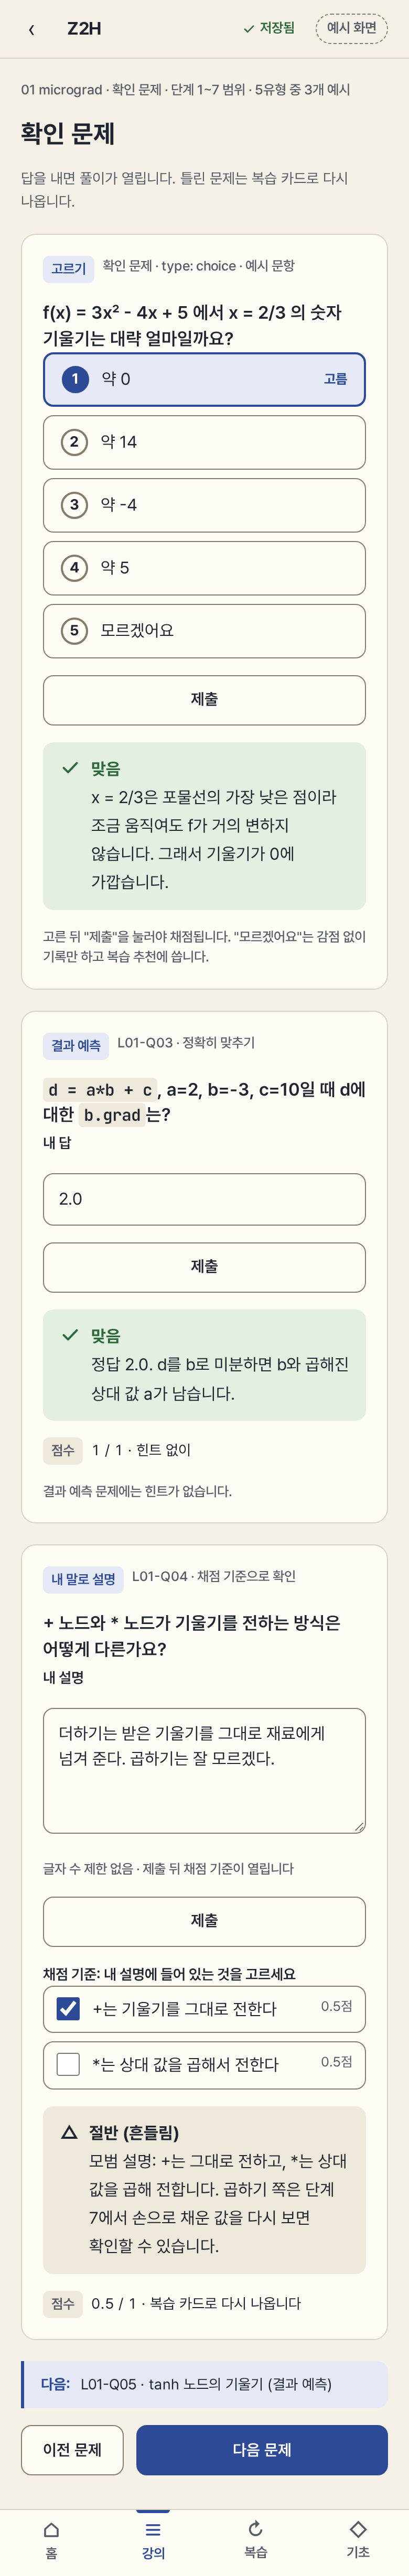 ‹ Z2H ✓ 저장됨 예시 화면
01 micrograd · 확인 문제 · 단계 1~7 범위 · 5유형 중 3개 예시
확인 문제
답을 내면 풀이가 열립니다. 틀린 문제는 복습 카드로 다시
나옵니다.
고르기 확인 문제 · type: choice · 예시 문항
f(x) = 3x² - 4x + 5 에서 x = 2/3 의 숫자
기울기는 대략 얼마일까요?
1 약 0 고름
2 약 14
3 약 -4
4 약 5
5 모르겠어요
제출
✓ 맞음
x = 2/3은 포물선의 가장 낮은 점이라
조금 움직여도 f가 거의 변하지
않습니다. 그래서 기울기가 0에
가깝습니다.
고른 뒤 "제출"을 눌러야 채점됩니다. "모르겠어요"는 감점 없이
기록만 하고 복습 추천에 씁니다.
결과 예측 L01-Q03 · 정확히 맞추기
d = a*b + c, a=2, b=-3, c=10일 때 d에
대한 b.grad는?
내 답
2.0
제출
✓ 맞음
정답 2.0. d를 b로 미분하면 b와 곱해진
상대 값 a가 남습니다.
점수 1 / 1 · 힌트 없이
결과 예측 문제에는 힌트가 없습니다.
내 말로 설명 L01-Q04 · 채점 기준으로 확인
+ 노드와 * 노드가 기울기를 전하는 방식은
어떻게 다른가요?
내 설명
더하기는 받은 기울기를 그대로 재료에게
넘겨 준다. 곱하기는 잘 모르겠다.
글자 수 제한 없음 · 제출 뒤 채점 기준이 열립니다
제출
채점 기준: 내 설명에 들어 있는 것을 고르세요
+는 기울기를 그대로 전한다 0.5점
*는 상대 값을 곱해서 전한다 0.5점
△ 절반 (흔들림)
모범 설명: +는 그대로 전하고, *는 상대
값을 곱해 전합니다. 곱하기 쪽은 단계
7에서 손으로 채운 값을 다시 보면
확인할 수 있습니다.
점수 0.5 / 1 · 복습 카드로 다시 나옵니다
다음: L01-Q05 · tanh 노드의 기울기 (결과 예측)
이전 문제 다음 문제
홈 강의 복습 기초